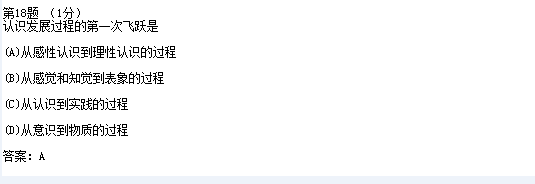 第18题 （1分）
认识发展过程的第一次飞跃是
(A)从感性认识到理性认识的过程
(B)从感觉和知觉到表象的过程
(C)从认识到实践的过程
(D)从意识到物质的过程
答案：A